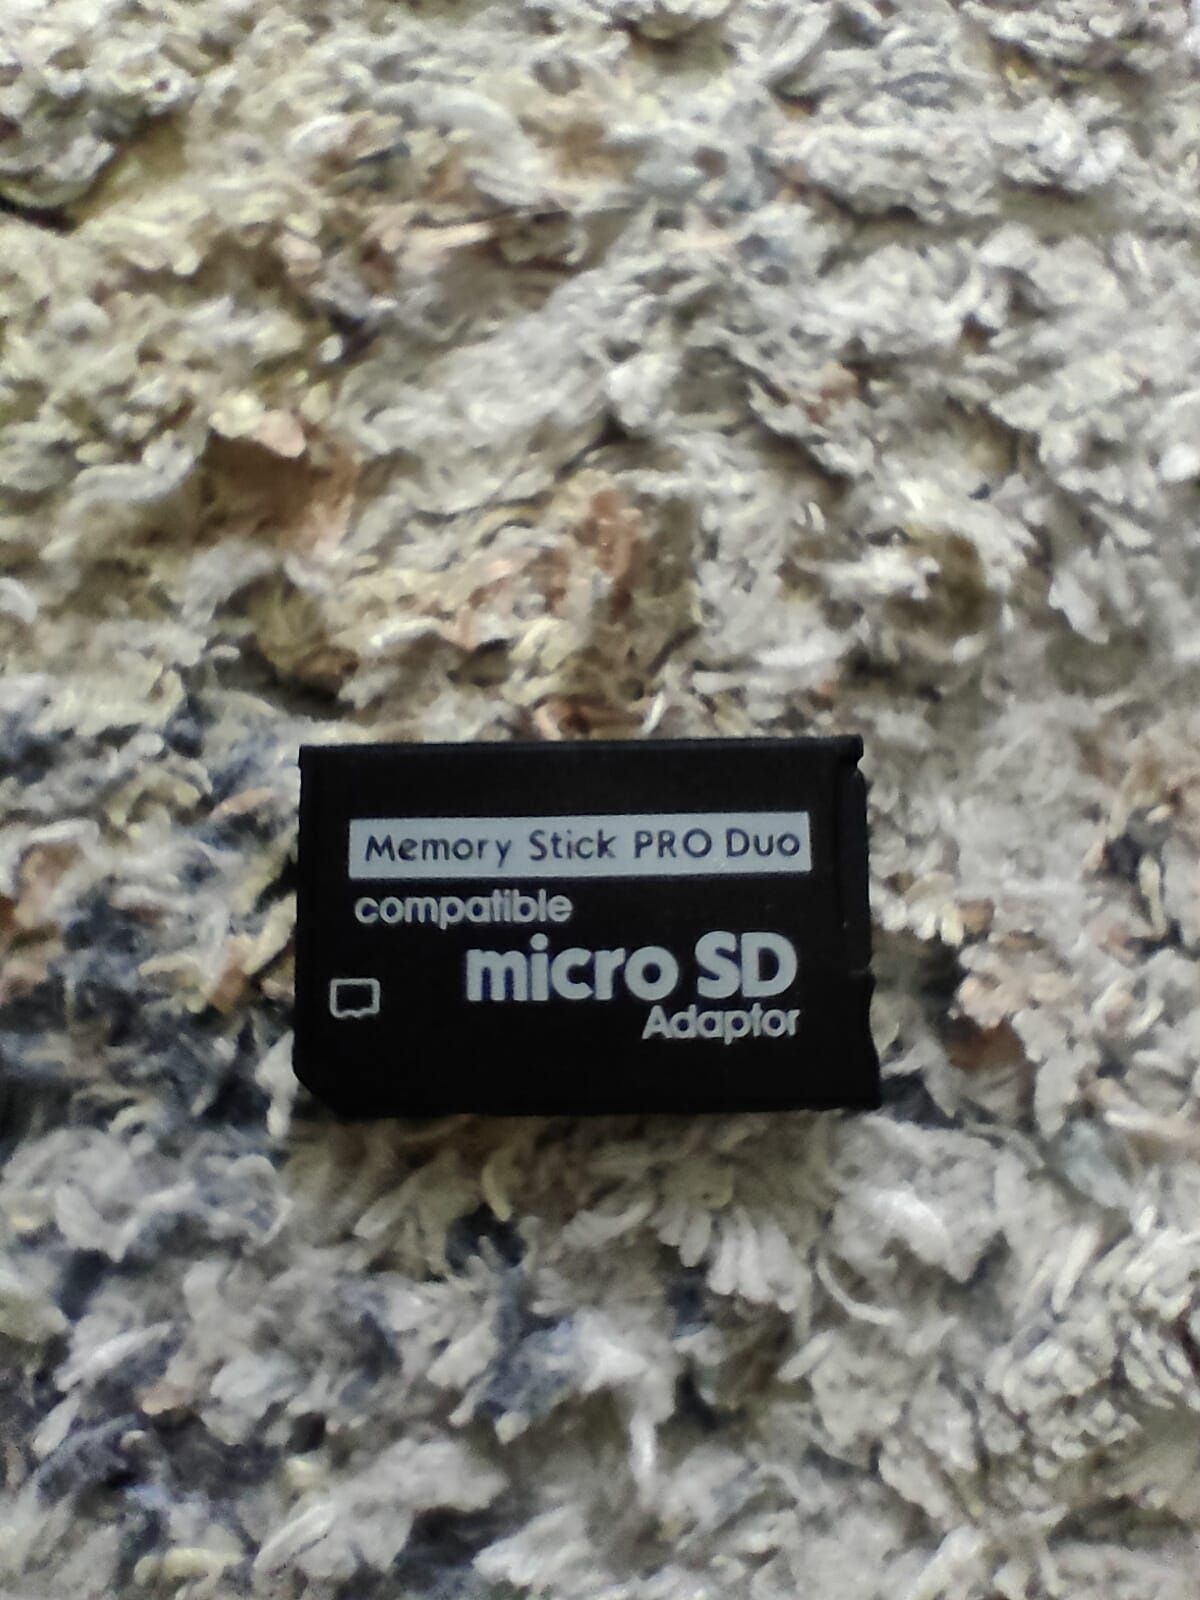 Memory Stick PRO Duo
compatible
micro SD
Adaptor